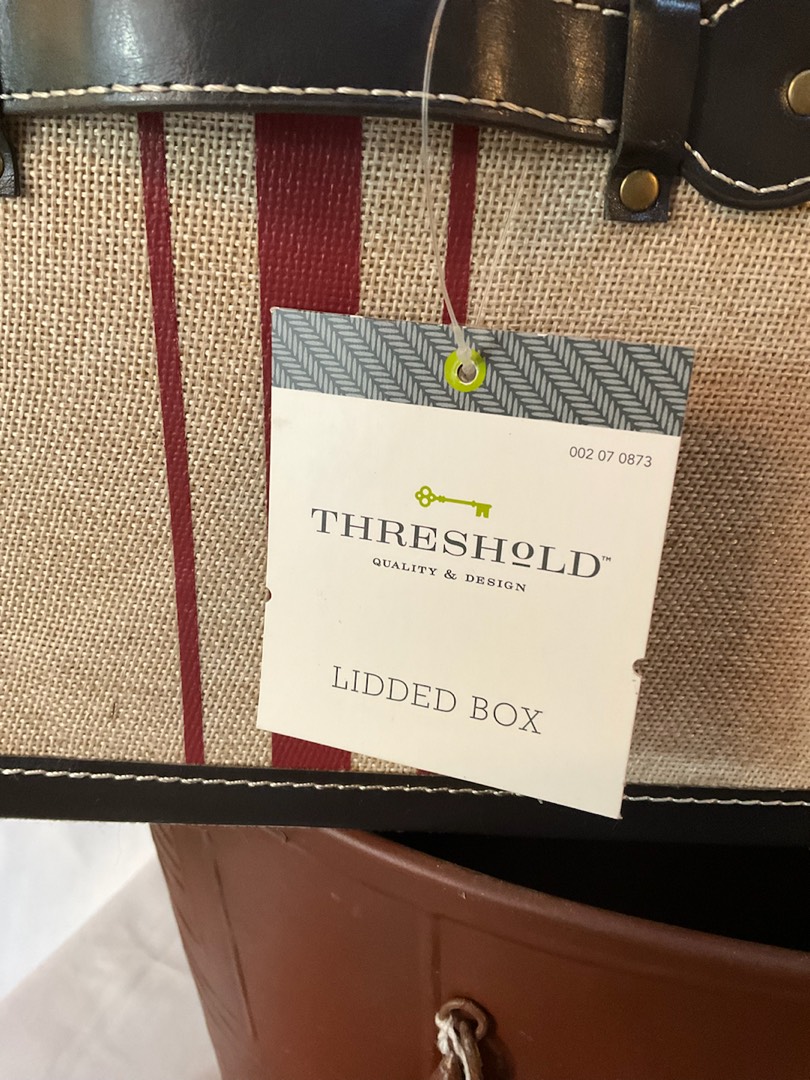 002 07 0873
THRESHOLD™
QUALITY & DESIGN
LIDDED BOX